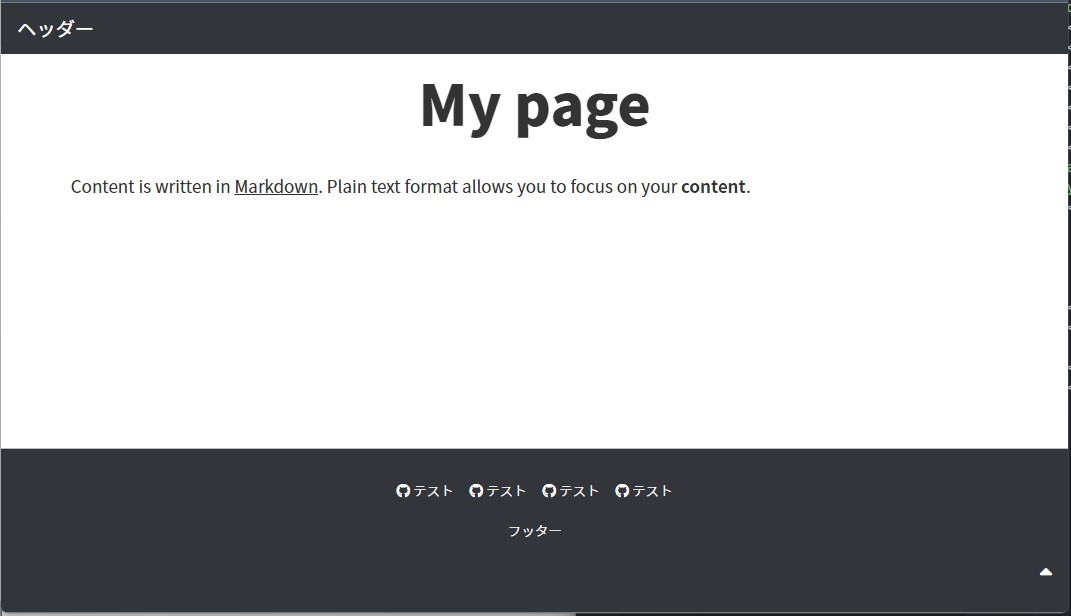 ヘッダー
My page
Content is written in Markdown. Plain text format allows you to focus on your content.
テスト テスト テスト テスト
フッター